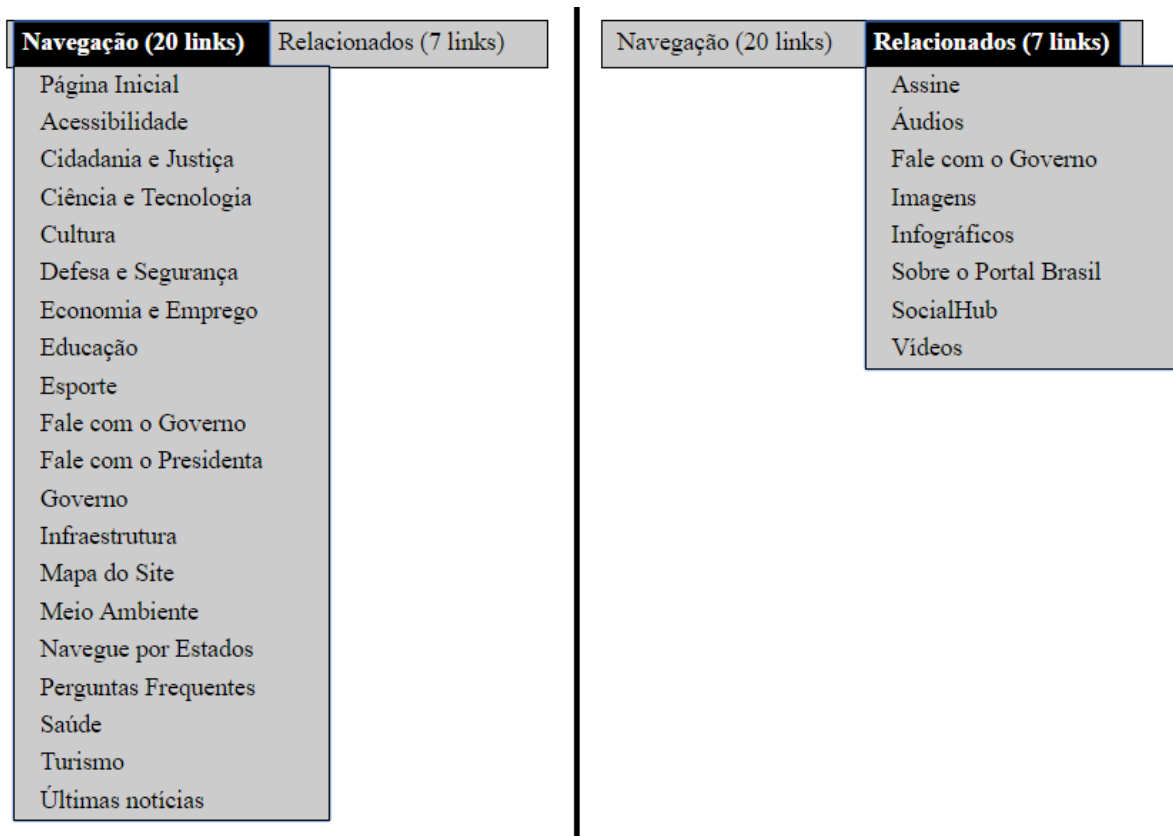 Navegação (20 links) Relacionados (7 links)
Página Inicial
Acessibilidade
Cidadania e Justiça
Ciência e Tecnologia
Cultura
Defesa e Segurança
Economia e Emprego
Educação
Esporte
Fale com o Governo
Fale com o Presidenta
Governo
Infraestrutura
Mapa do Site
Meio Ambiente
Navegue por Estados
Perguntas Frequentes
Saúde
Turismo
Últimas notícias
Navegação (20 links) Relacionados (7 links)
Assine
Áudios
Fale com o Governo
Imagens
Infográficos
Sobre o Portal Brasil
SocialHub
Vídeos